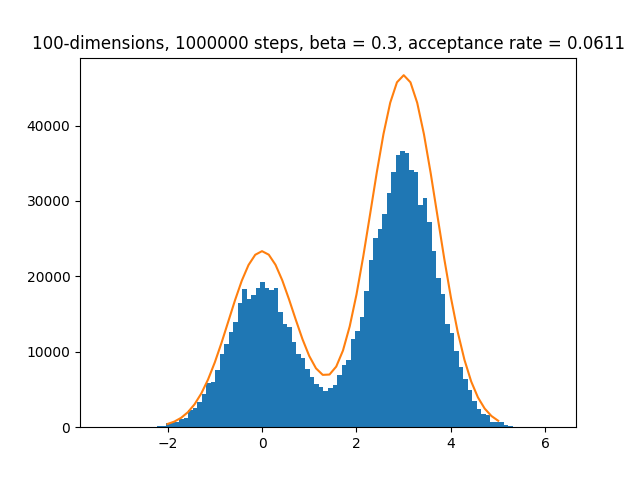 100-dimensions, 1000000 steps, beta = 0.3, acceptance rate = 0.0611
40000
30000
20000
10000
0
−2 0 2 4 6